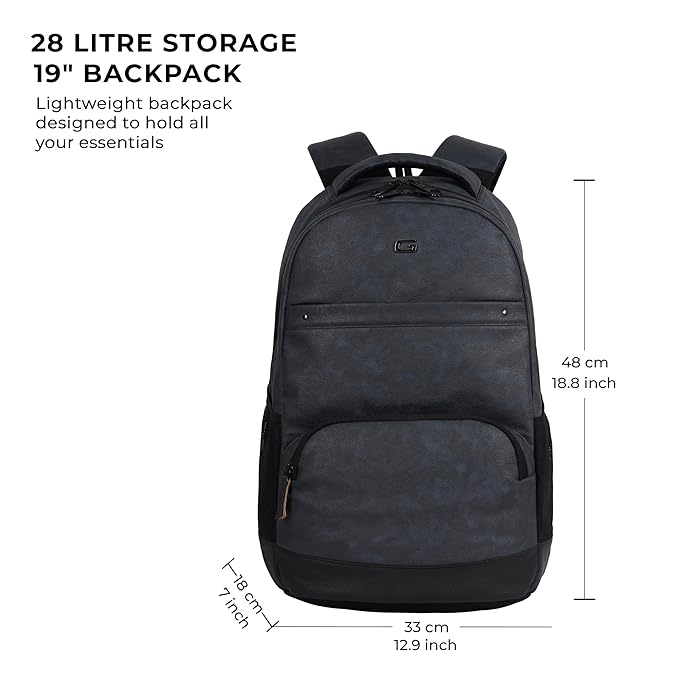 28 LITRE STORAGE
19" BACKPACK
Lightweight backpack
designed to hold all
your essentials
48 cm
18.8 inch
18 cm
7 inch
33 cm
12.9 inch